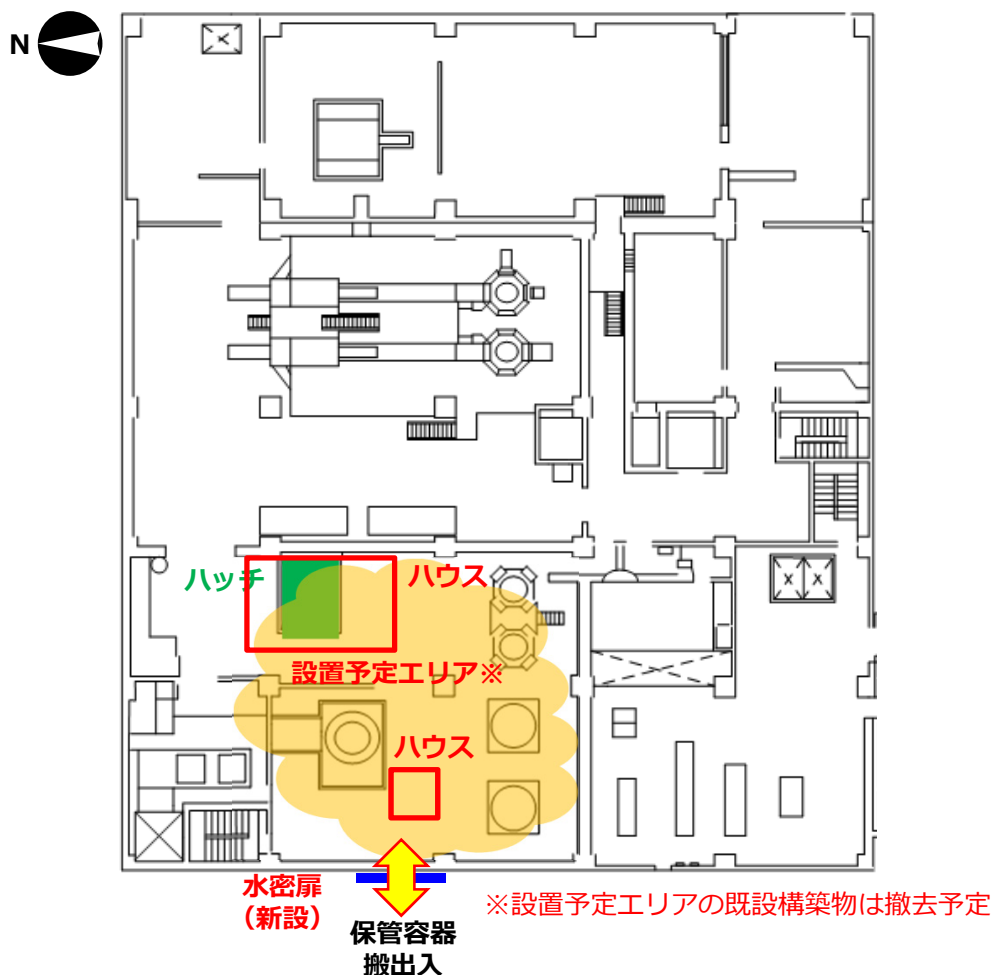 N
ハッチ
ハウス
設置予定エリア※
ハウス
水密扉
（新設）
保管容器
搬出入
※設置予定エリアの既設構築物は撤去予定